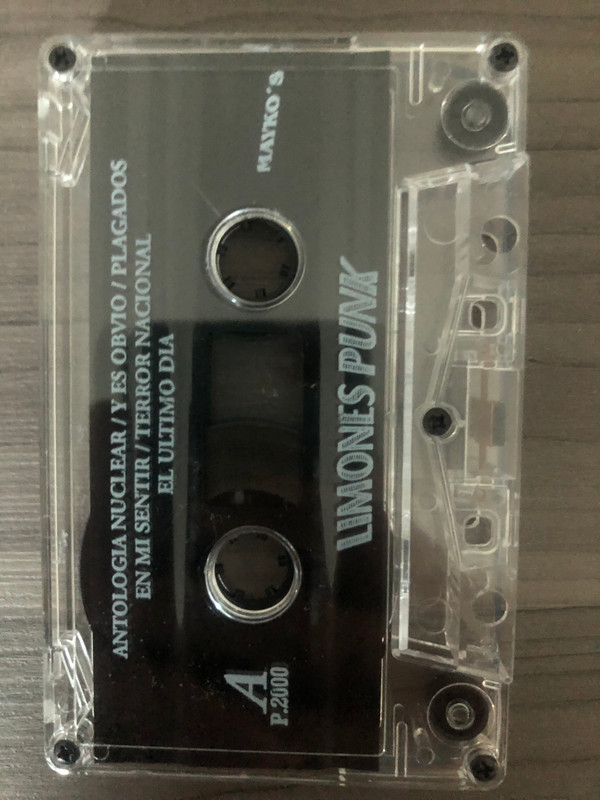 ANTOLOGIA NUCLEAR / Y ES OBVIO / PLAGADOS
EN MI SENTIR / TERROR NACIONAL
EL ULTIMO DIA
A
P.2000
MAYKO'S
LIMONES PUNK